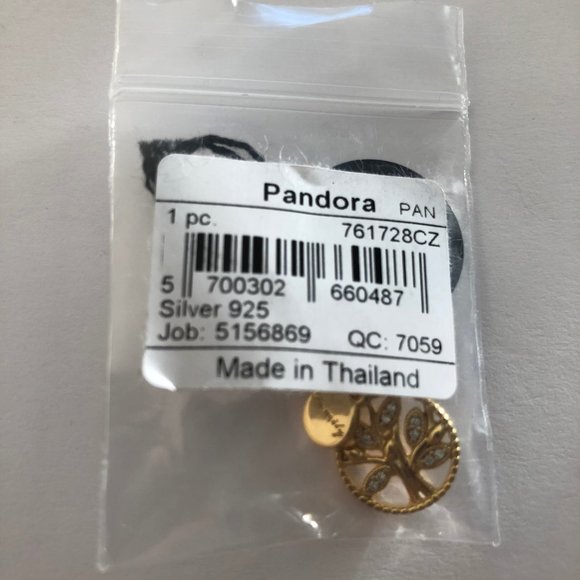 Pandora PAN
1 pc. 761728CZ
5 700302 660487
Silver 925
Job: 5156869 QC: 7059
Made in Thailand